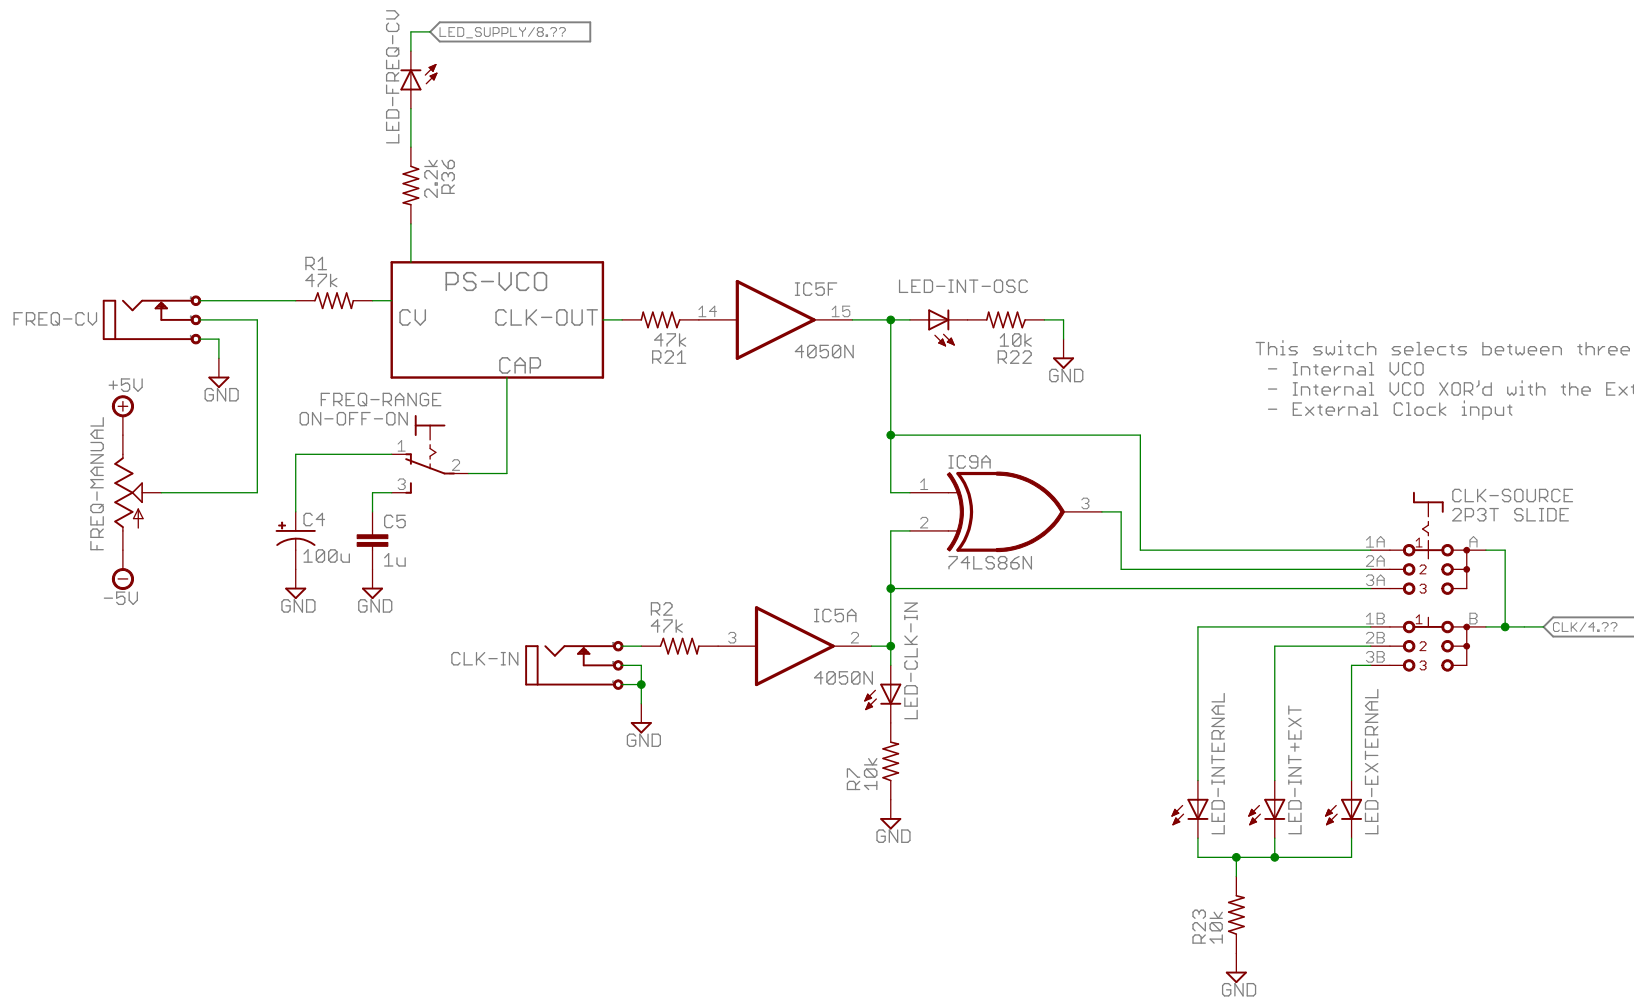 LED_SUPPLY/8.??
LED-FREQ-CV
2.2k
R36
R1
47k
PS-VCO
CV
CLK-OUT
CAP
FREQ-CV
GND
+5V
FREQ-MANUAL
-5V
FREQ-RANGE
ON-OFF-ON
1
2
3
C4
100u
GND
C5
1u
GND
14
47k
R21
IC5F
15
4050N
LED-INT-OSC
10k
R22
GND
This switch selects between three
- Internal VCO
- Internal VCO XOR'd with the Ext
- External Clock input
IC9A
1
2
3
74LS86N
CLK-SOURCE
2P3T SLIDE
1A
1
A
2A
2
3A
3
1B
1
B
2B
2
3B
3
CLK/4.??
CLK-IN
GND
R2
47k
3
IC5A
2
4050N
LED-CLK-IN
R7
10k
GND
LED-INTERNAL
LED-INT+EXT
LED-EXTERNAL
R23
10k
GND